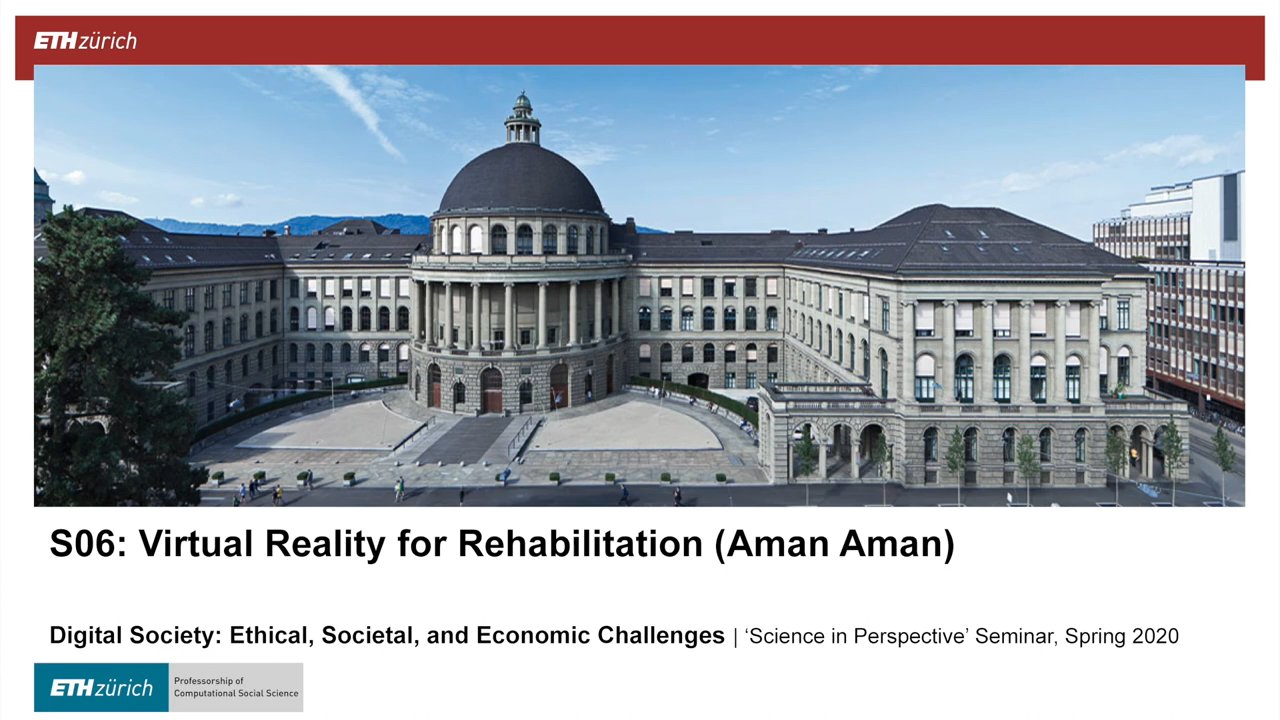 ETH zürich
S06: Virtual Reality for Rehabilitation (Aman Aman)
Digital Society: Ethical, Societal, and Economic Challenges | ‘Science in Perspective’ Seminar, Spring 2020
ETH zürich
Professorship of
Computational Social Science